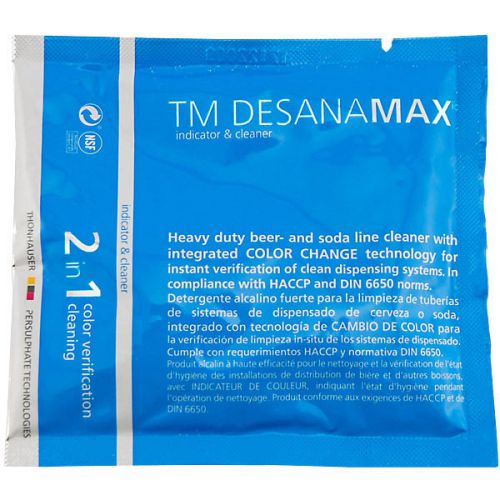 TM DESANAMAX
indicator & cleaner
NSF
indicator & cleaner
2in1
color verification
cleaning
THONHAUSER PERSULPHATE TECHNOLOGIES
Heavy duty beer- and soda line cleaner with
integrated COLOR CHANGE technology for
instant verification of clean dispensing systems. In
compliance with HACCP and DIN 6650 norms.
Detergente alcalino fuerte para la limpieza de tuberías
de sistemas de dispensado de cerveza o soda,
integrado con tecnología de CAMBIO DE COLOR para
la verificación de limpieza in-situ de los sistemas de dispensado.
Cumple con requerimientos HACCP y normativa DIN 6650.
Produit alcalin à haute efficacité pour le nettoyage et la vérification de l'état
d'hygiène des installations de distribution de bière et d'autres boissons,
avec INDICATEUR DE COULEUR, indiquant l'état d'hygiène pendant
l'opération de nettoyage. Produit conforme aux exigences de HACCP et de
DIN 6650.